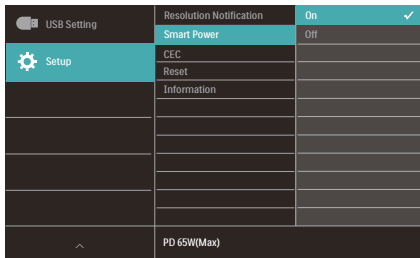 USB Setting
Setup
Resolution Notification
Smart Power
CEC
Reset
Information
On
Off
PD 65W(Max)